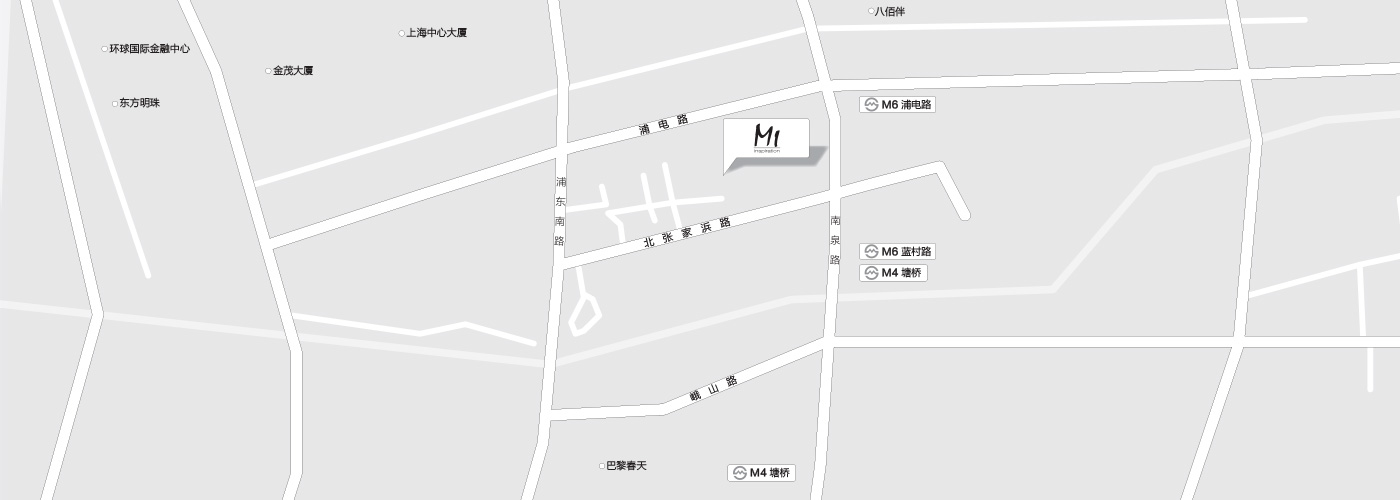 八佰伴
上海中心大厦
环球国际金融中心
金茂大厦
东方明珠
M6 浦电路
浦电路
M1
inspiration
浦东南路
北张家浜路
南泉路
M6 蓝村路
M4 塘桥
峨山路
巴黎春天
M4 塘桥